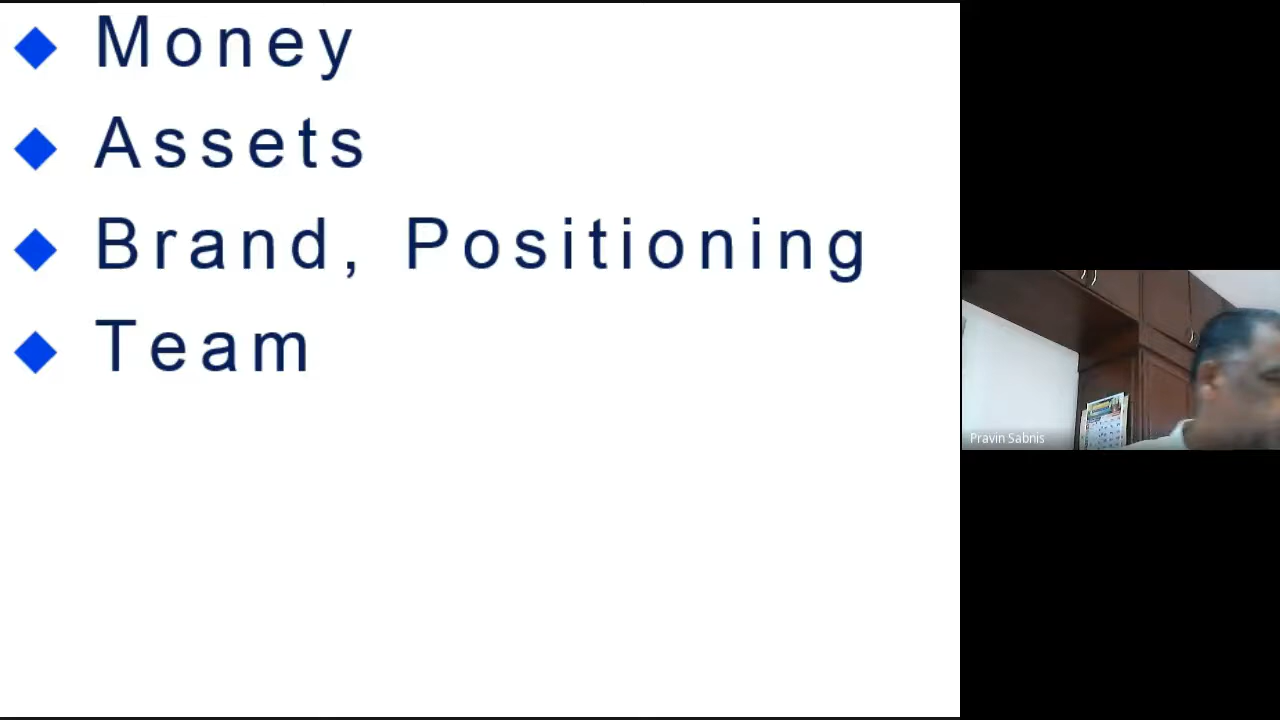 Money
Assets
Brand, Positioning
Team
Pravin Sabnis